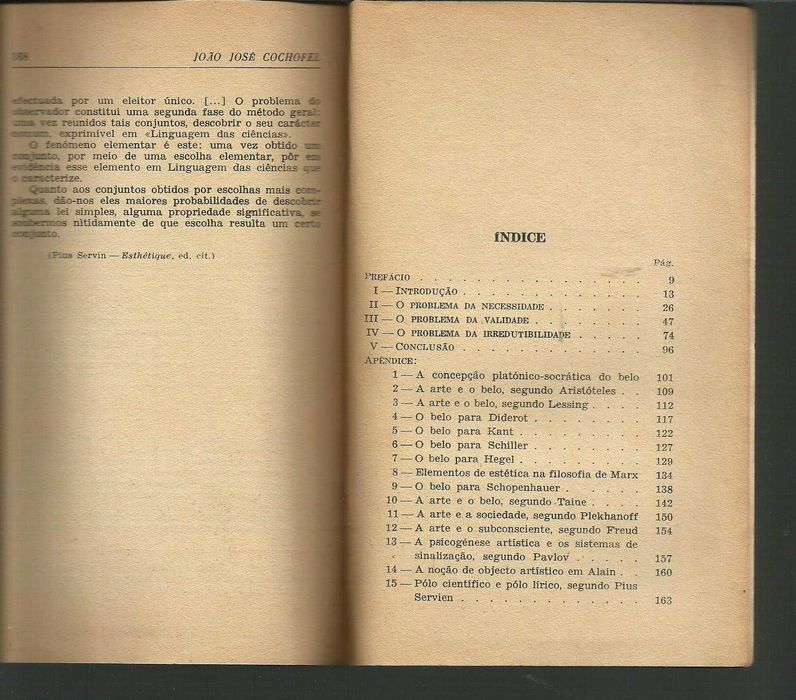 168 JOÃO JOSÉ COCHOFEL
efectuada por um eleitor único. [...] O problema do
observador constitui uma segunda fase do método geral:
uma vez reunidos tais conjuntos, descobrir o seu carácter
comum, exprimível em «Linguagem das ciências».
O fenómeno elementar é este: uma vez obtido um
conjunto, por meio de uma escolha elementar, pôr em
evidência esse elemento em Linguagem das ciências que
o caracterize.
Quanto aos conjuntos obtidos por escolhas mais com-
plexas, dão-nos eles maiores probabilidades de descobrir
alguma lei simples, alguma propriedade significativa, se
soubermos nitidamente de que escolha resulta um certo
conjunto.
(Pius Servin — Esthétique, ed. cit.)
ÍNDICE
Pág.
PREFÁCIO . . . . . . . . . . . . . . . . 9
I — INTRODUÇÃO . . . . . . . . . . . . . 13
II — O PROBLEMA DA NECESSIDADE . . . . . . . 26
III — O PROBLEMA DA VALIDADE . . . . . . . . 47
IV — O PROBLEMA DA IRREDUTIBILIDADE . . . . . 74
V — CONCLUSÃO . . . . . . . . . . . . . 96
APÊNDICE:
1 — A concepção platónico-socrática do belo 101
2 — A arte e o belo, segundo Aristóteles . . 109
3 — A arte e o belo, segundo Lessing . . . . 112
4 — O belo para Diderot . . . . . . . . 117
5 — O belo para Kant . . . . . . . . . 122
6 — O belo para Schiller . . . . . . . . 127
7 — O belo para Hegel . . . . . . . . . 129
8 — Elementos de estética na filosofia de Marx 134
9 — O belo para Schopenhauer . . . . . . 138
10 — A arte e o belo, segundo Taine . . . . 142
11 — A arte e a sociedade, segundo Plekhanoff 150
12 — A arte e o subconsciente, segundo Freud 154
13 — A psicogénese artística e os sistemas de
sinalização, segundo Pavlov . . . . . 157
14 — A noção de objecto artístico em Alain . . 160
15 — Pólo científico e pólo lírico, segundo Pius
Servien . . . . . . . . . . . . . 163